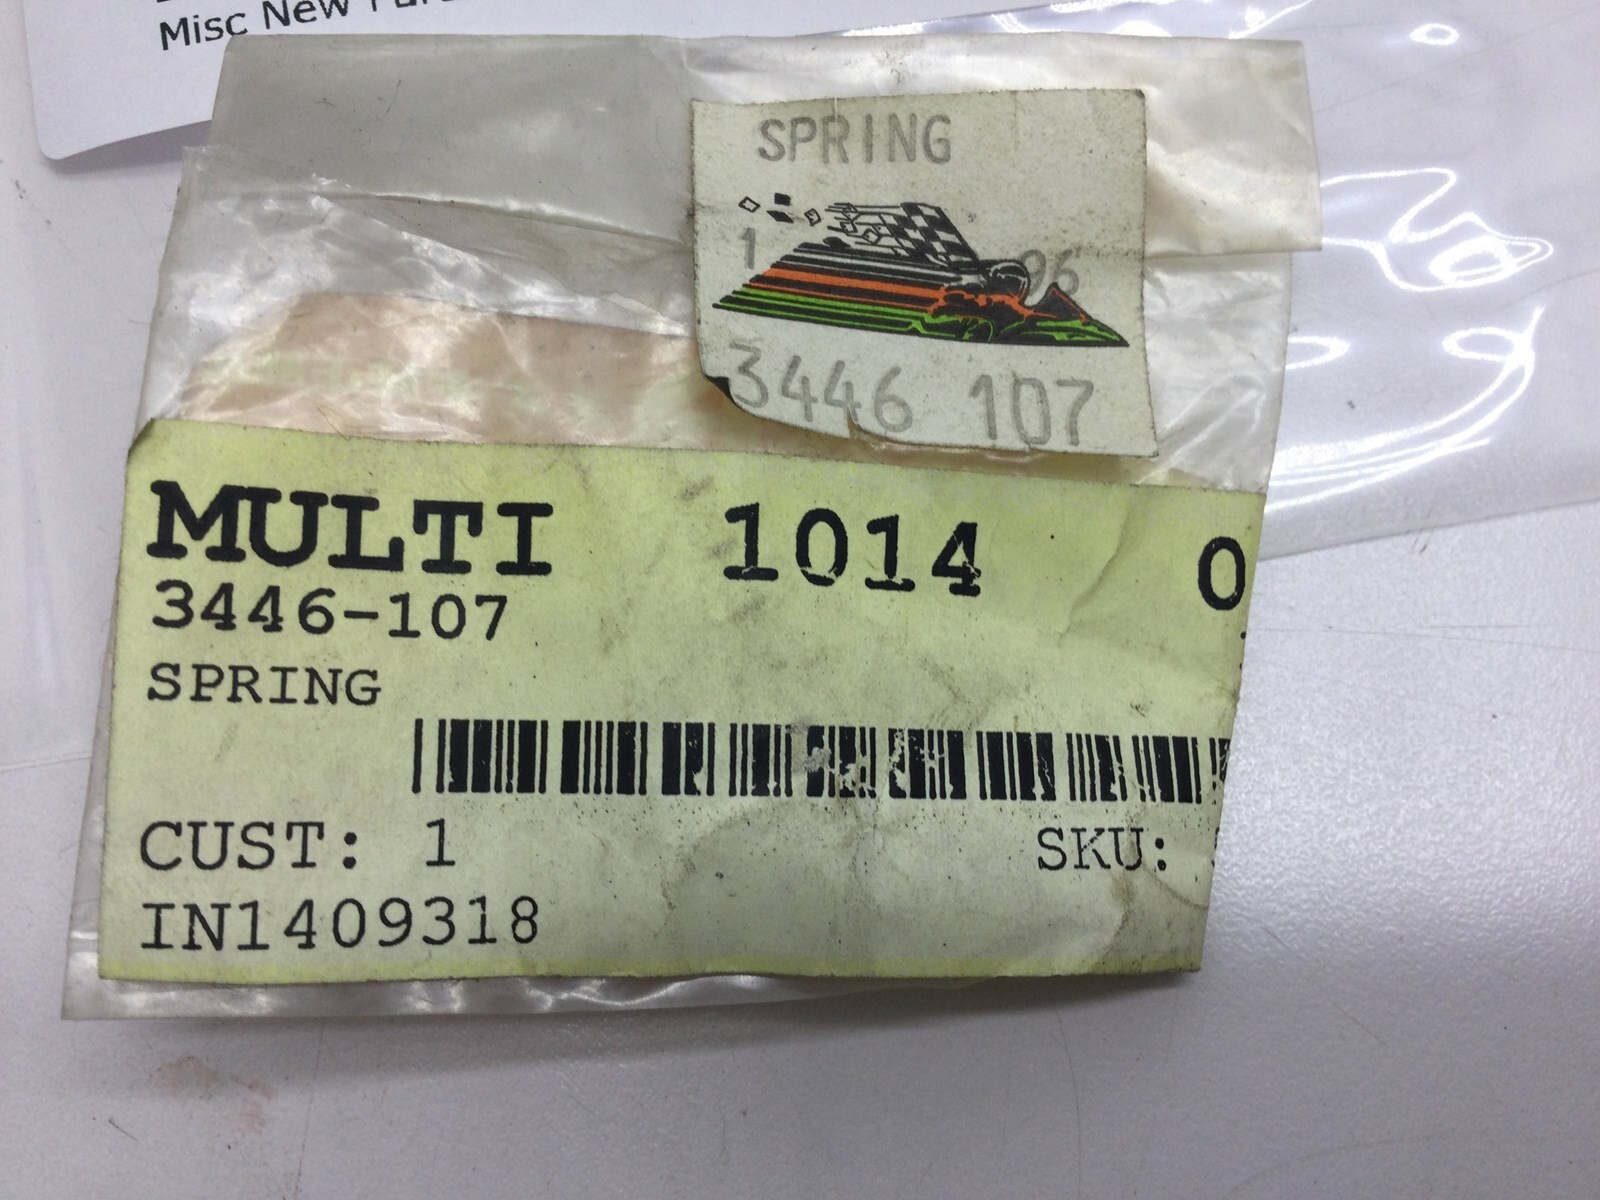 Misc New
SPRING
1 96
3446 107
MULTI 1014 0
3446-107
SPRING
CUST: 1 SKU:
IN1409318